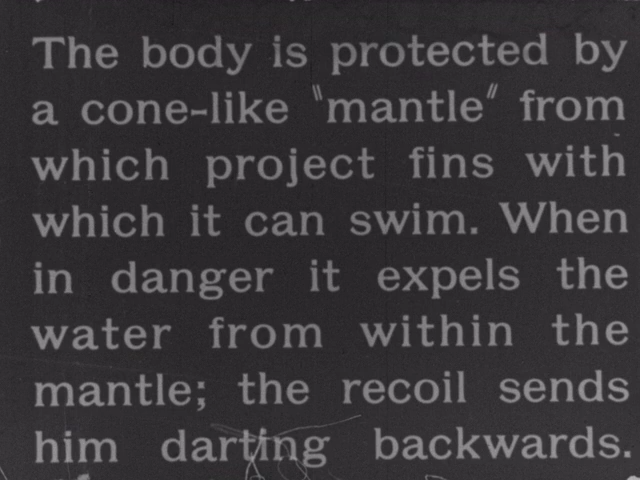 The body is protected by
a cone-like "mantle" from
which project fins with
which it can swim. When
in danger it expels the
water from within the
mantle; the recoil sends
him darting backwards.